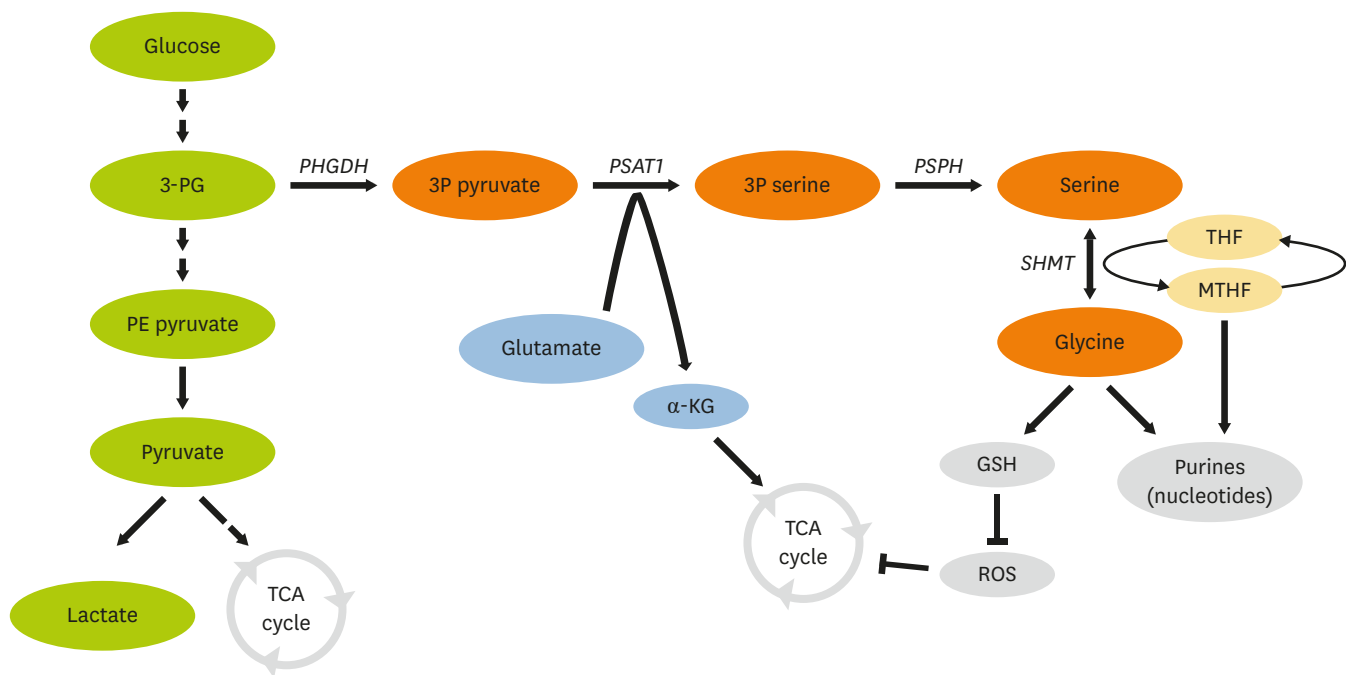 Glucose
3-PG
PHGDH
3P pyruvate
PSAT1
3P serine
PSPH
Serine
THF
SHMT
MTHF
PE pyruvate
Glutamate
Glycine
α-KG
Pyruvate
GSH
Purines
(nucleotides)
TCA
cycle
ROS
Lactate
TCA
cycle